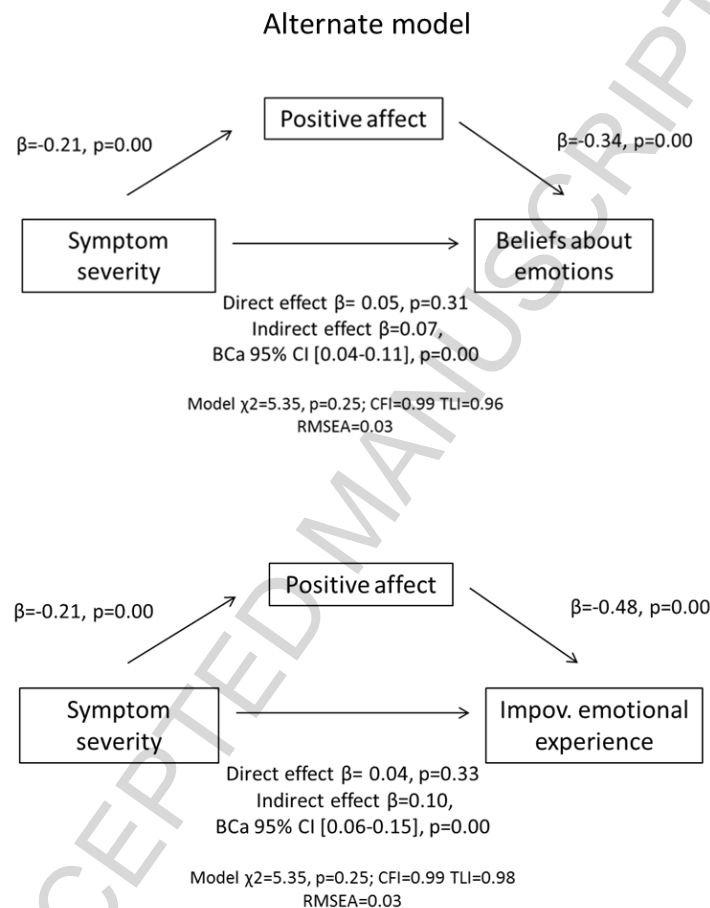 Alternate model
Positive affect
β=-0.21, p=0.00
β=-0.34, p=0.00
Symptom
severity
Beliefs about
emotions
Direct effect β= 0.05, p=0.31
Indirect effect β=0.07,
BCa 95% CI [0.04-0.11], p=0.00
Model χ2=5.35, p=0.25; CFI=0.99 TLI=0.96
RMSEA=0.03
Positive affect
β=-0.21, p=0.00
β=-0.48, p=0.00
Symptom
severity
Impov. emotional
experience
Direct effect β= 0.04, p=0.33
Indirect effect β=0.10,
BCa 95% CI [0.06-0.15], p=0.00
Model χ2=5.35, p=0.25; CFI=0.99 TLI=0.98
RMSEA=0.03
CEPTED MANUSCRIPT